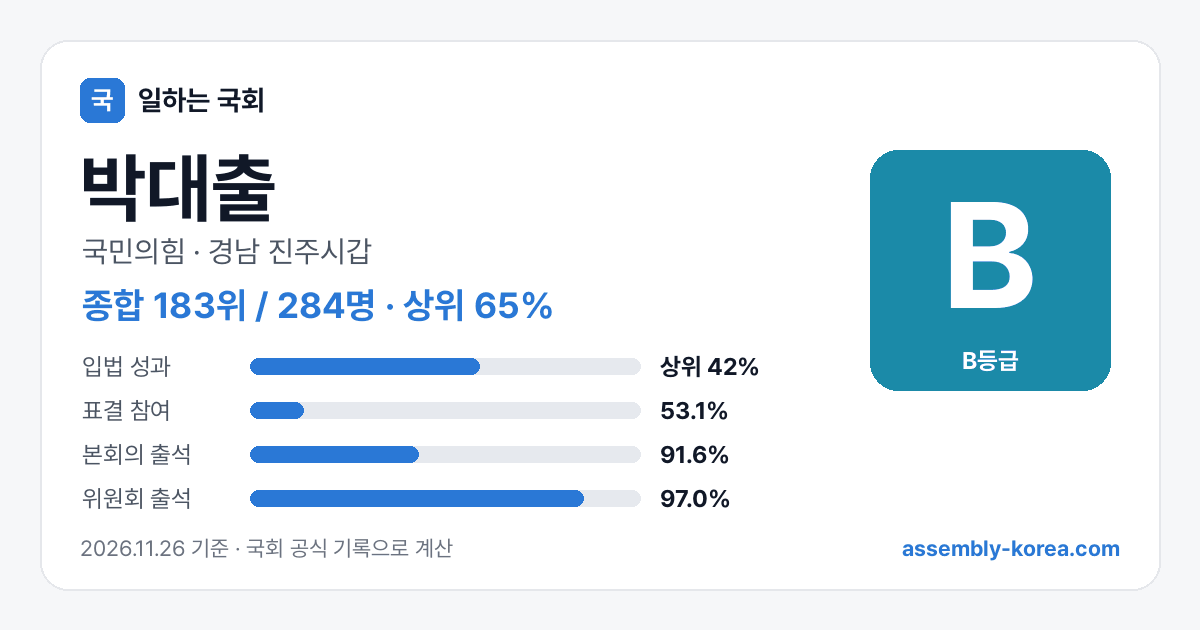 국 일하는 국회
박대출
국민의힘 · 경남 진주시갑
종합 183위 / 284명 · 상위 65%
입법 성과 상위 42%
표결 참여 53.1%
본회의 출석 91.6%
위원회 출석 97.0%
B
B등급
2026.11.26 기준 · 국회 공식 기록으로 계산
assembly-korea.com